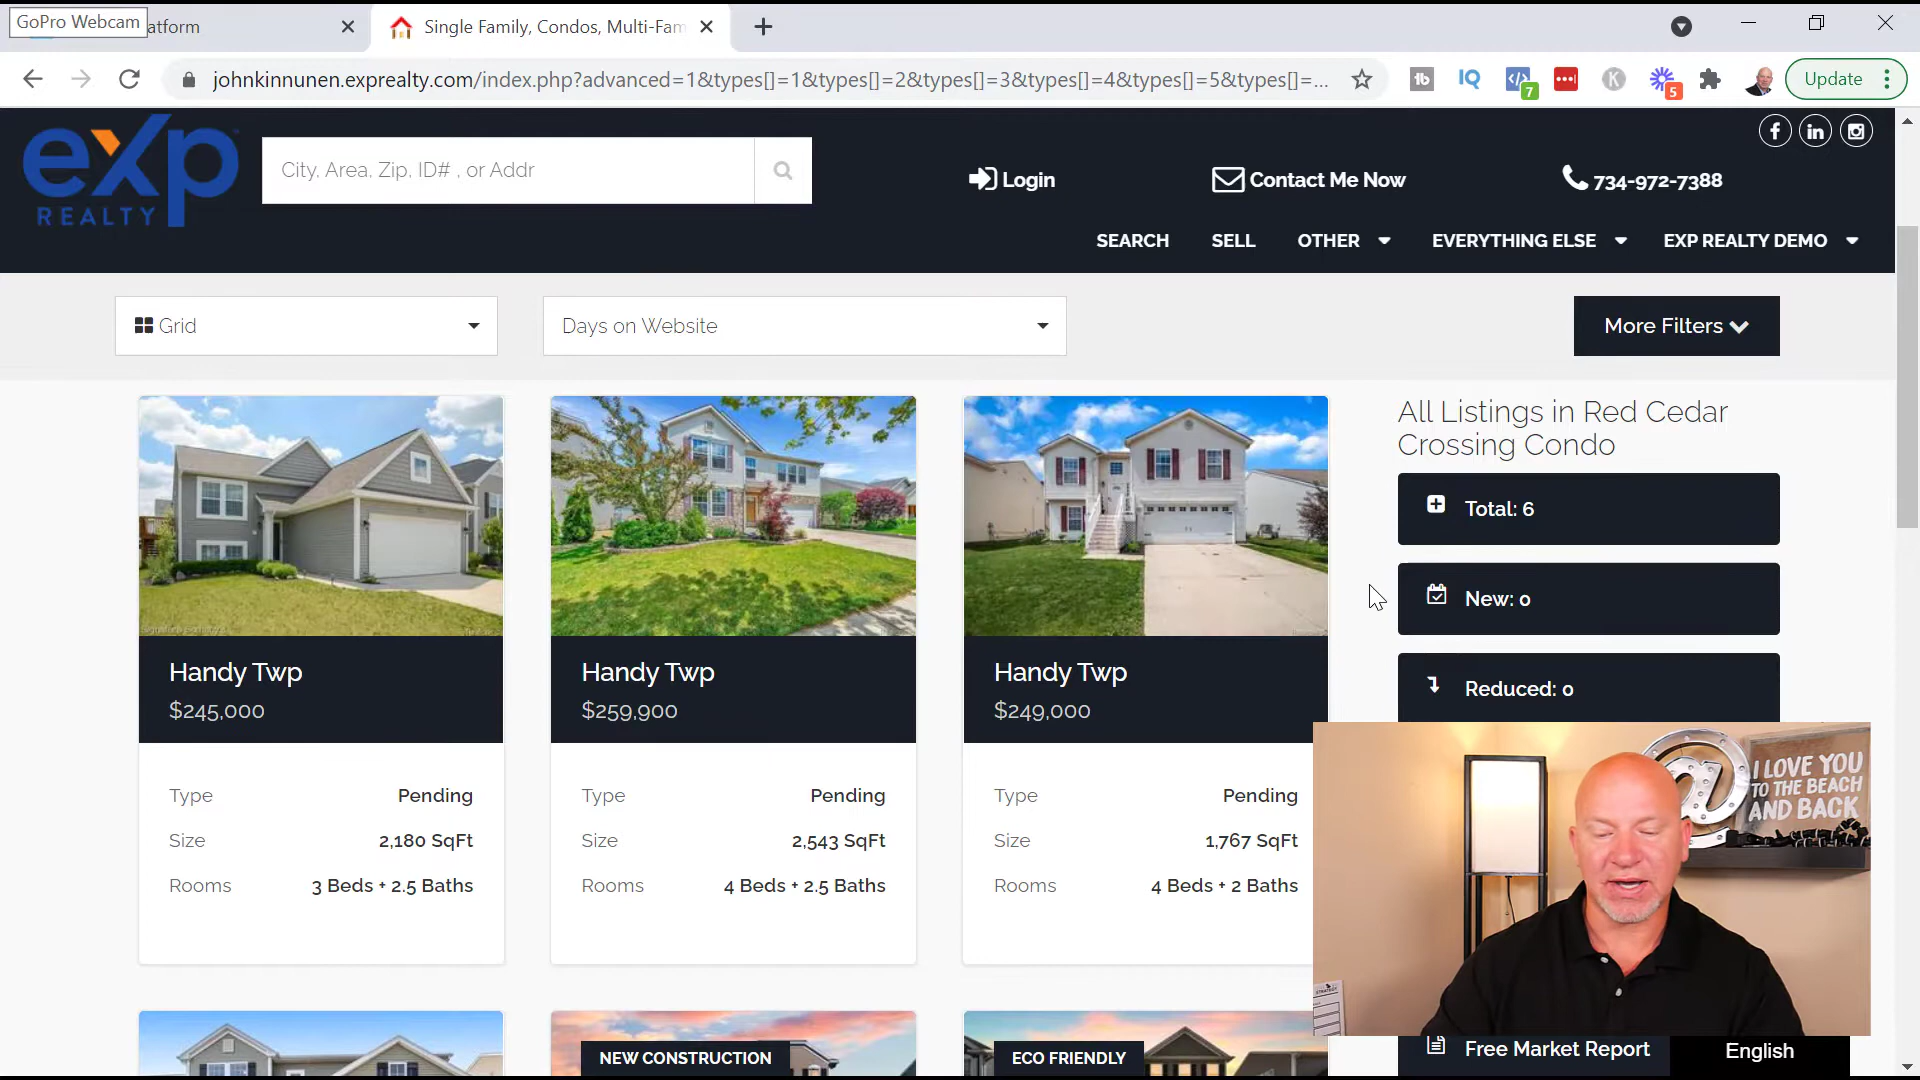 GoPro Webcam
atform
Single Family, Condos, Multi-Fam
johnkinnunen.exprealty.com/index.php?advanced=1&types[]=1&types[]=2&types[]=3&types[]=4&types[]=5&types[]=...
7
5
Update
exp
REALTY
City, Area, Zip, ID# , or Addr
Login
Contact Me Now
734-972-7388
SEARCH
SELL
OTHER
EVERYTHING ELSE
EXP REALTY DEMO
Grid
Days on Website
More Filters
All Listings in Red Cedar
Crossing Condo
Total: 6
New: 0
Reduced: 0
Handy Twp
$245,000
Type Pending
Size 2,180 SqFt
Rooms 3 Beds + 2.5 Baths
Handy Twp
$259,900
Type Pending
Size 2,543 SqFt
Rooms 4 Beds + 2.5 Baths
Handy Twp
$249,000
Type Pending
Size 1,767 SqFt
Rooms 4 Beds + 2 Baths
@
I LOVE YOU
TO THE BEACH
AND BACK
STRATEGY
NEW CONSTRUCTION
ECO FRIENDLY
Free Market Report
English